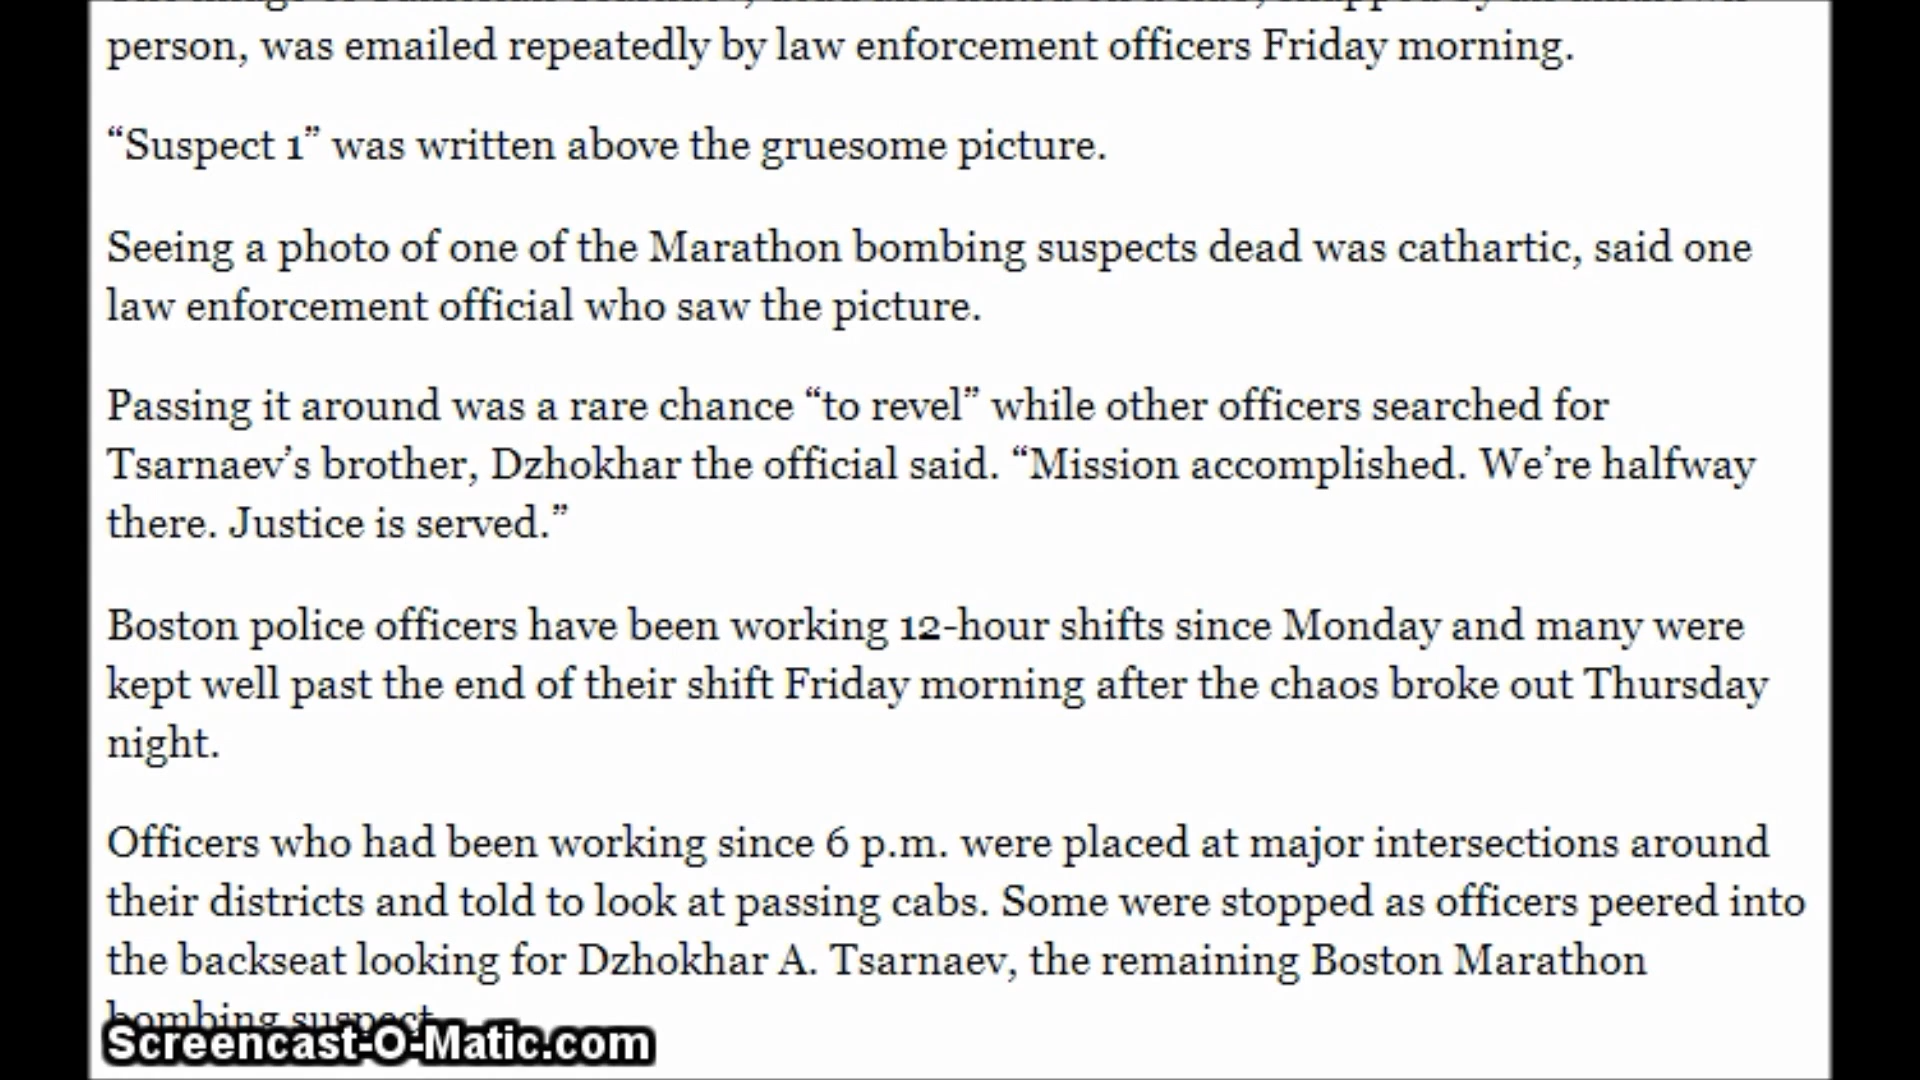 person, was emailed repeatedly by law enforcement officers Friday morning.
“Suspect 1” was written above the gruesome picture.
Seeing a photo of one of the Marathon bombing suspects dead was cathartic, said one
law enforcement official who saw the picture.
Passing it around was a rare chance “to revel” while other officers searched for
Tsarnaev’s brother, Dzhokhar the official said. “Mission accomplished. We’re halfway
there. Justice is served.”
Boston police officers have been working 12-hour shifts since Monday and many were
kept well past the end of their shift Friday morning after the chaos broke out Thursday
night.
Officers who had been working since 6 p.m. were placed at major intersections around
their districts and told to look at passing cabs. Some were stopped as officers peered into
the backseat looking for Dzhokhar A. Tsarnaev, the remaining Boston Marathon
bombing suspect
Screencast-O-Matic.com